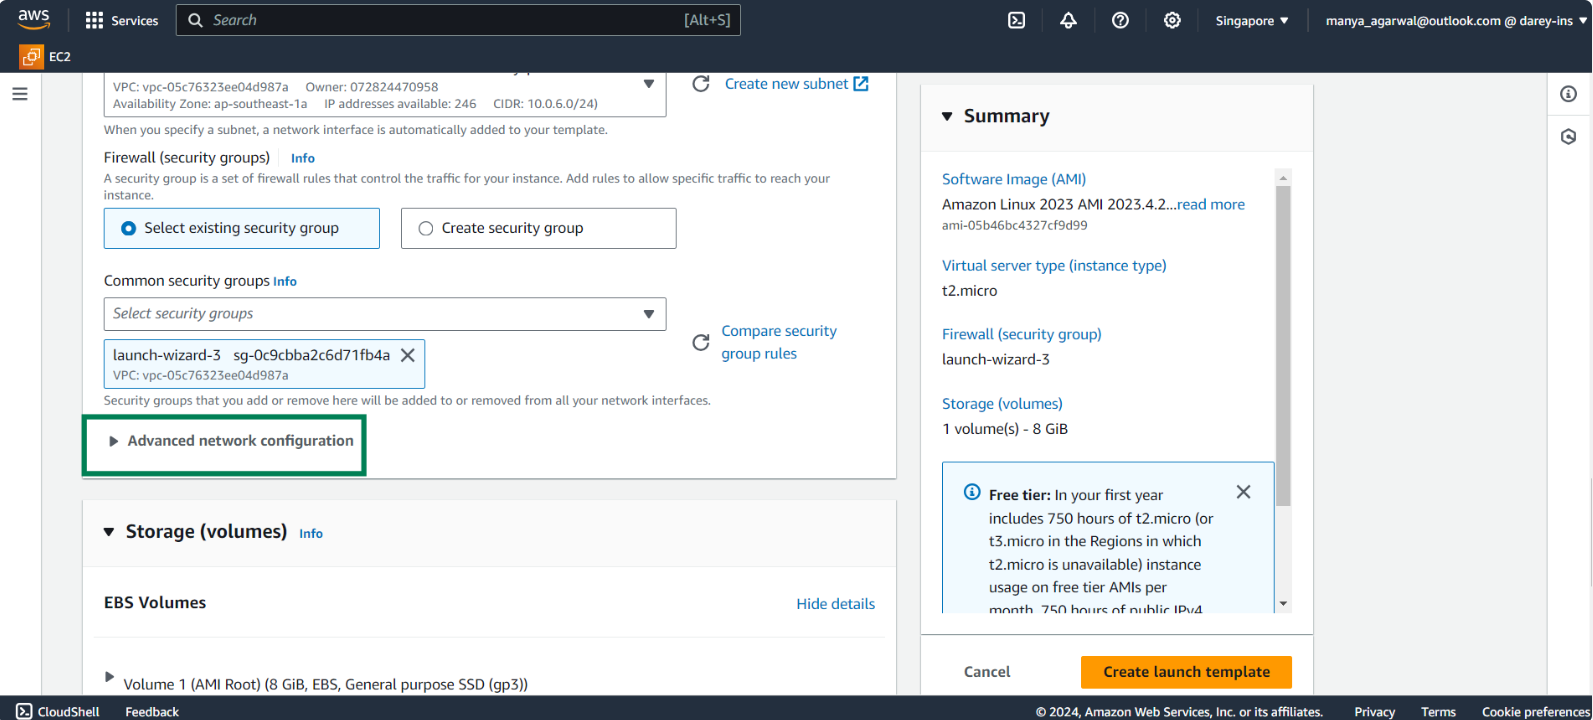 aws
Services
Search
[Alt+S]
Singapore
manya_agarwal@outlook.com @ darey-ins
EC2
VPC: vpc-05c76323ee04d987a Owner: 072824470958
Availability Zone: ap-southeast-1a IP addresses available: 246 CIDR: 10.0.6.0/24)
Create new subnet
When you specify a subnet, a network interface is automatically added to your template.
Firewall (security groups) Info
A security group is a set of firewall rules that control the traffic for your instance. Add rules to allow specific traffic to reach your
instance.
Select existing security group
Create security group
Common security groups Info
Select security groups
launch-wizard-3 sg-0c9cbba2c6d71fb4a
VPC: vpc-05c76323ee04d987a
Compare security
group rules
Security groups that you add or remove here will be added to or removed from all your network interfaces.
Advanced network configuration
Storage (volumes) Info
EBS Volumes
Hide details
Volume 1 (AMI Root) (8 GiB, EBS, General purpose SSD (gp3))
Summary
Software Image (AMI)
Amazon Linux 2023 AMI 2023.4.2...read more
ami-05b46bc4327cf9d99
Virtual server type (instance type)
t2.micro
Firewall (security group)
launch-wizard-3
Storage (volumes)
1 volume(s) - 8 GiB
Free tier: In your first year
includes 750 hours of t2.micro (or
t3.micro in the Regions in which
t2.micro is unavailable) instance
usage on free tier AMIs per
month, 750 hours of public IPv4
Cancel
Create launch template
CloudShell
Feedback
© 2024, Amazon Web Services, Inc. or its affiliates.
Privacy
Terms
Cookie preferences